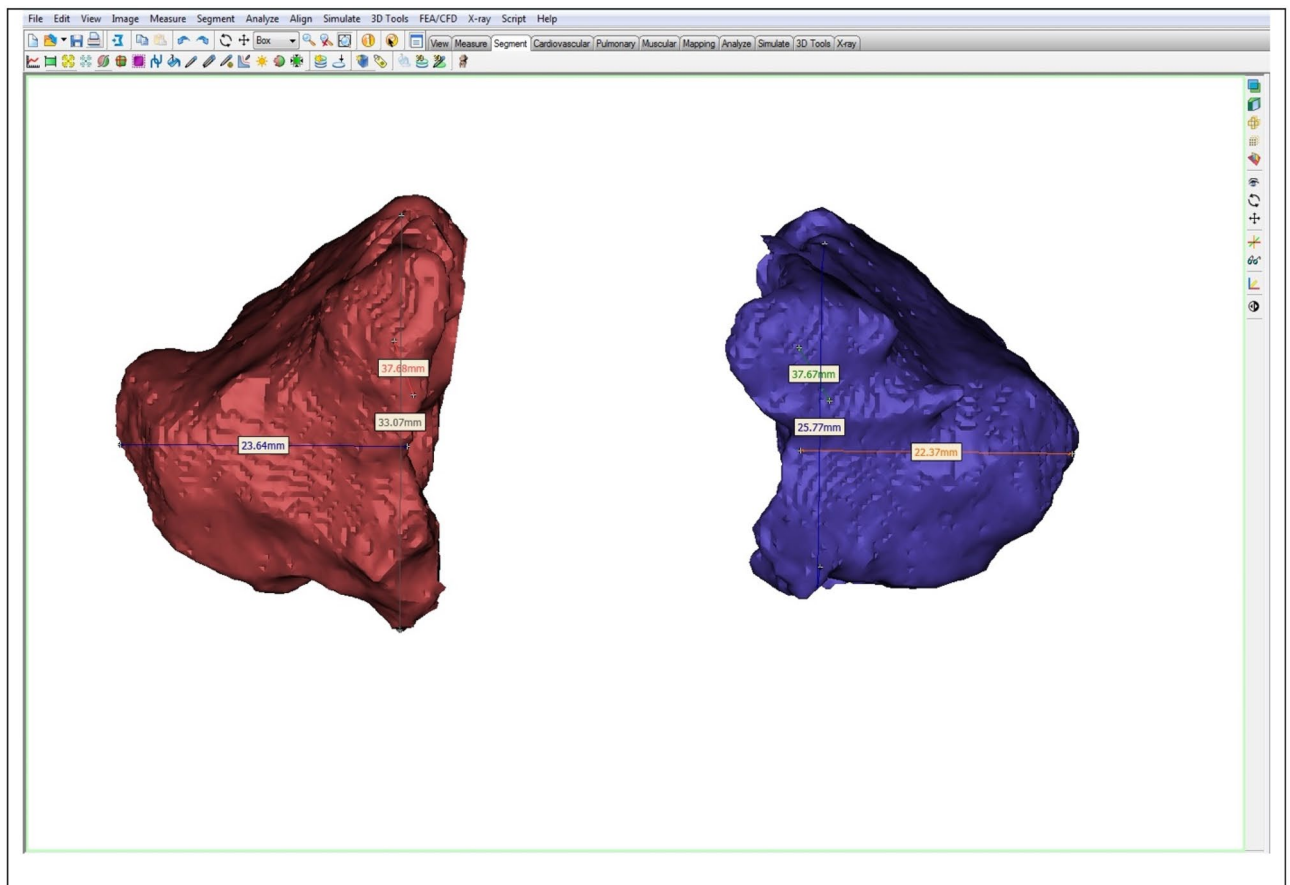 File Edit View Image Measure Segment Analyze Align Simulate 3D Tools FEA/CFD X-ray Script Help
Box View Measure Segment Cardiovascular Pulmonary Muscular Mapping Analyze Simulate 3D Tools X-ray
37.68mm
37.67mm
33.07mm
25.77mm
23.64mm
22.37mm